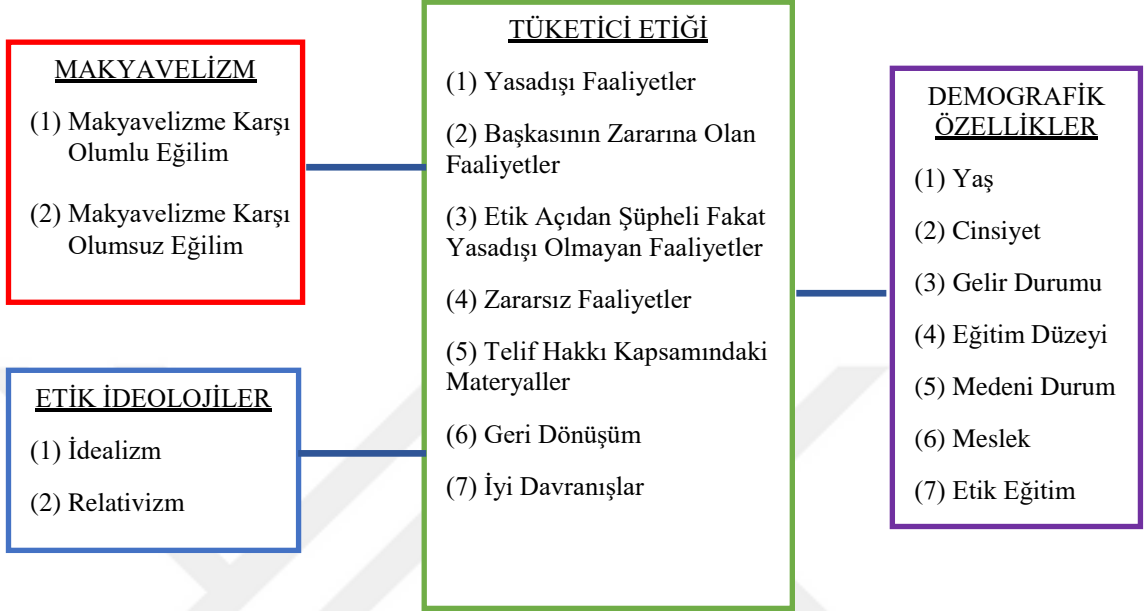 MAKYAVELİZM
(1) Makyavelizme Karşı
Olumlu Eğilim
(2) Makyavelizme Karşı
Olumsuz Eğilim
ETİK İDEOLOJİLER
(1) İdealizm
(2) Relativizm
TÜKETİCİ ETİĞİ
(1) Yasadışı Faaliyetler
(2) Başkasının Zararına Olan
Faaliyetler
(3) Etik Açıdan Şüpheli Fakat
Yasadışı Olmayan Faaliyetler
(4) Zararsız Faaliyetler
(5) Telif Hakkı Kapsamındaki
Materyaller
(6) Geri Dönüşüm
(7) İyi Davranışlar
DEMOGRAFİK
ÖZELLİKLER
(1) Yaş
(2) Cinsiyet
(3) Gelir Durumu
(4) Eğitim Düzeyi
(5) Medeni Durum
(6) Meslek
(7) Etik Eğitim